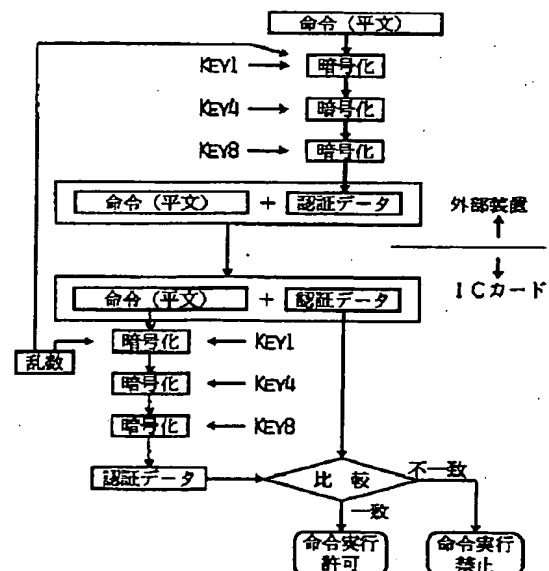 命令（平文）
KEY1 暗号化
KEY4 暗号化
KEY8 暗号化
命令（平文） + 認証データ
外部装置
ICカード
命令（平文） + 認証データ
乱数
暗号化 KEY1
暗号化 KEY4
暗号化 KEY8
認証データ
比較
不一致
一致
命令実行
許可
命令実行
禁止